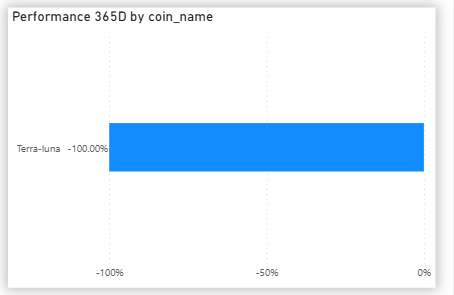 Performance 365D by coin_name
Terra-luna -100.00%
-100% -50% 0%